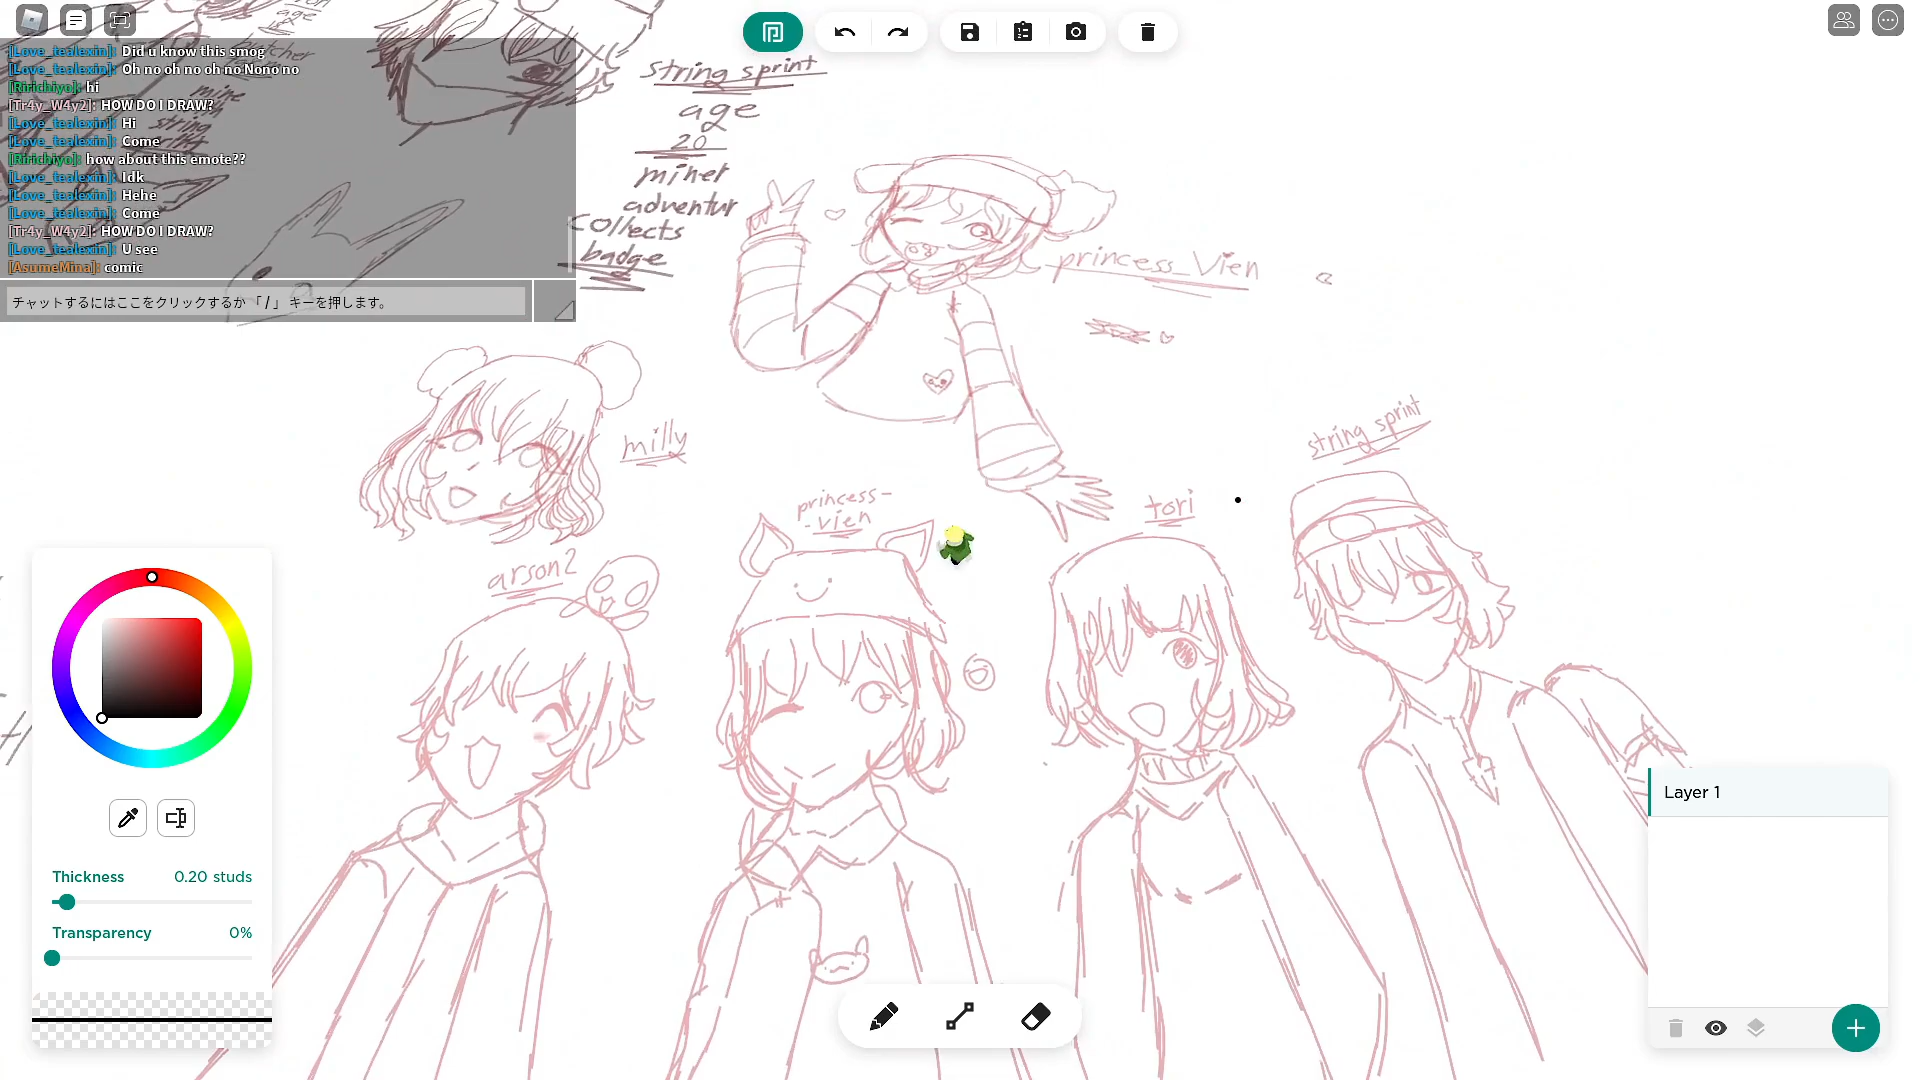 [Love_tealexin]: Did u know this smog
[Love_tealexin]: Oh no oh no oh no Nono no
[Ririchiyo]: hi
[Tr4y_W4y2]: HOW DO I DRAW?
[Love_tealexin]: Hi
[Love_tealexin]: Come
[Ririchiyo]: how about this emote??
[Love_tealexin]: Idk
[Love_tealexin]: Hehe
[Love_tealexin]: Come
[Tr4y_W4y2]: HOW DO I DRAW?
[Love_tealexin]: U see
[AsumeMina]: comic
チャットするにはここをクリックするか 「 / 」 キーを押します。
age
string sprint
age
20
miner
adventur
collects
badge
princess_Vien
milly
string sprint
princess-
-vien
tori
arson2
Thickness 0.20 studs
Transparency 0%
Layer 1